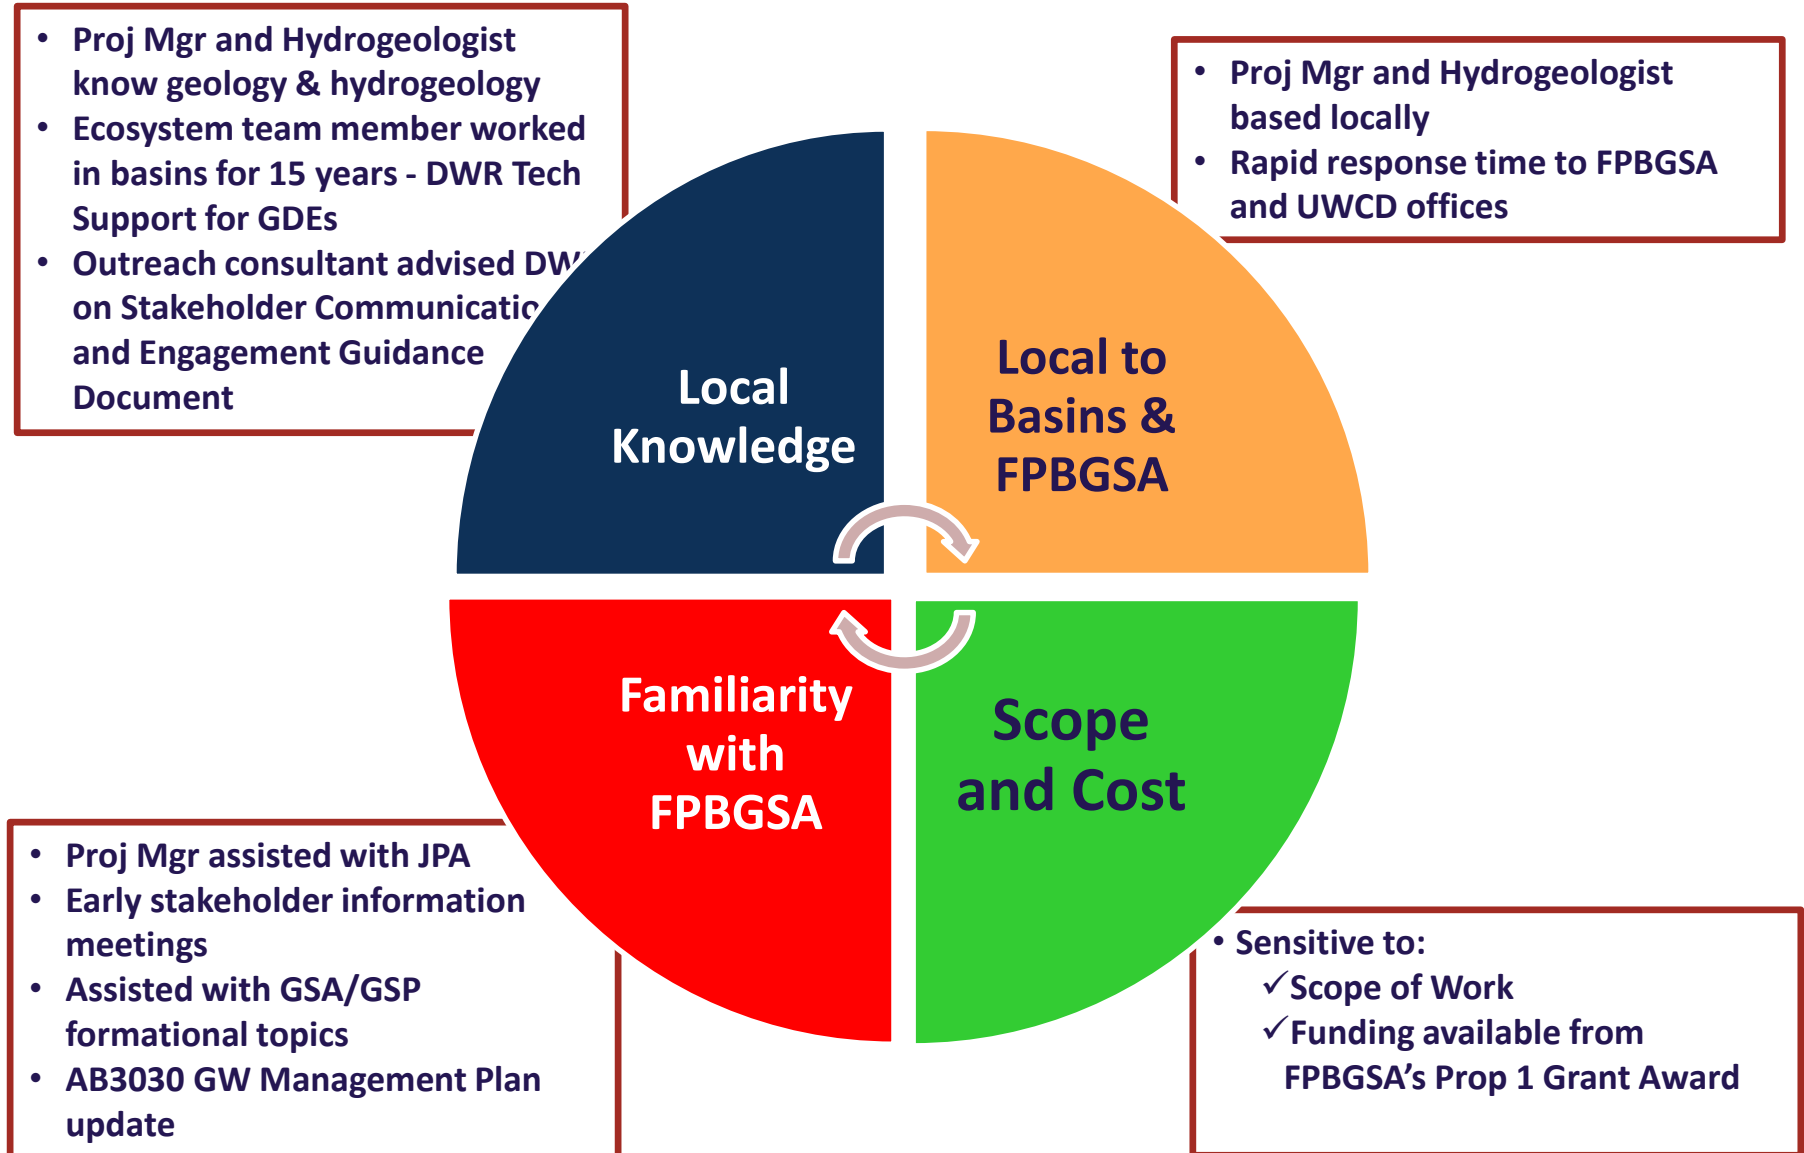 • Proj Mgr and Hydrogeologist
know geology & hydrogeology
• Ecosystem team member worked
in basins for 15 years - DWR Tech
Support for GDEs
• Outreach consultant advised
on Stakeholder
and Engagement Guidance
Document
• Proj Mgr and Hydrogeologist
based locally
• Rapid response time to FPBGSA
and UWCD offices
Local
Knowledge
Local to
Basins &
FPBGSA
Familiarity
with
FPBGSA
Scope
and Cost
• Proj Mgr assisted with JPA
• Early stakeholder information
meetings
• Assisted with GSA/GSP
formational topics
• AB3030 GW Management Plan
update
• Sensitive to:
✓Scope of Work
✓Funding available from
FPBGSA’s Prop 1 Grant Award